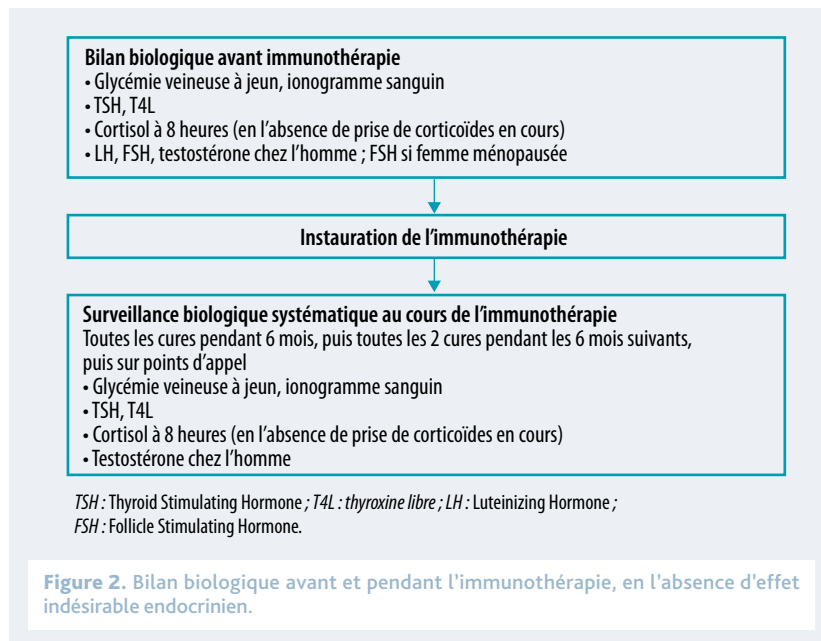 Bilan biologique avant immunothérapie
• Glycémie veineuse à jeun, ionogramme sanguin
• TSH, T4L
• Cortisol à 8 heures (en l'absence de prise de corticoïdes en cours)
• LH, FSH, testostérone chez l'homme ; FSH si femme ménopausée
Instauration de l'immunothérapie
Surveillance biologique systématique au cours de l'immunothérapie
Toutes les cures pendant 6 mois, puis toutes les 2 cures pendant les 6 mois suivants,
puis sur points d'appel
• Glycémie veineuse à jeun, ionogramme sanguin
• TSH, T4L
• Cortisol à 8 heures (en l'absence de prise de corticoïdes en cours)
• Testostérone chez l'homme
TSH : Thyroid Stimulating Hormone ; T4L : thyroxine libre ; LH : Luteinizing Hormone ;
FSH : Follicle Stimulating Hormone.
Figure 2. Bilan biologique avant et pendant l'immunothérapie, en l'absence d'effet
indésirable endocrinien.